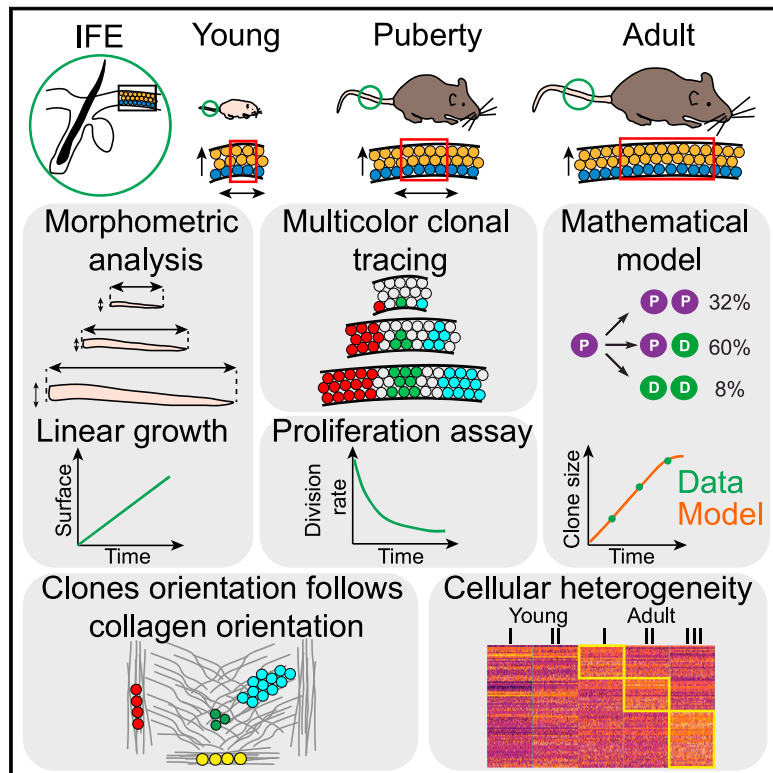 IFE
Young
Puberty
Adult
Morphometric
analysis
Linear growth
Surface
Time
Multicolor clonal
tracing
Proliferation assay
Division
rate
Time
Mathematical
model
P
P P 32%
P D 60%
D D 8%
Clone size
Data
Model
Time
Clones orientation follows
collagen orientation
Cellular heterogeneity
Young Adult
I II I II III